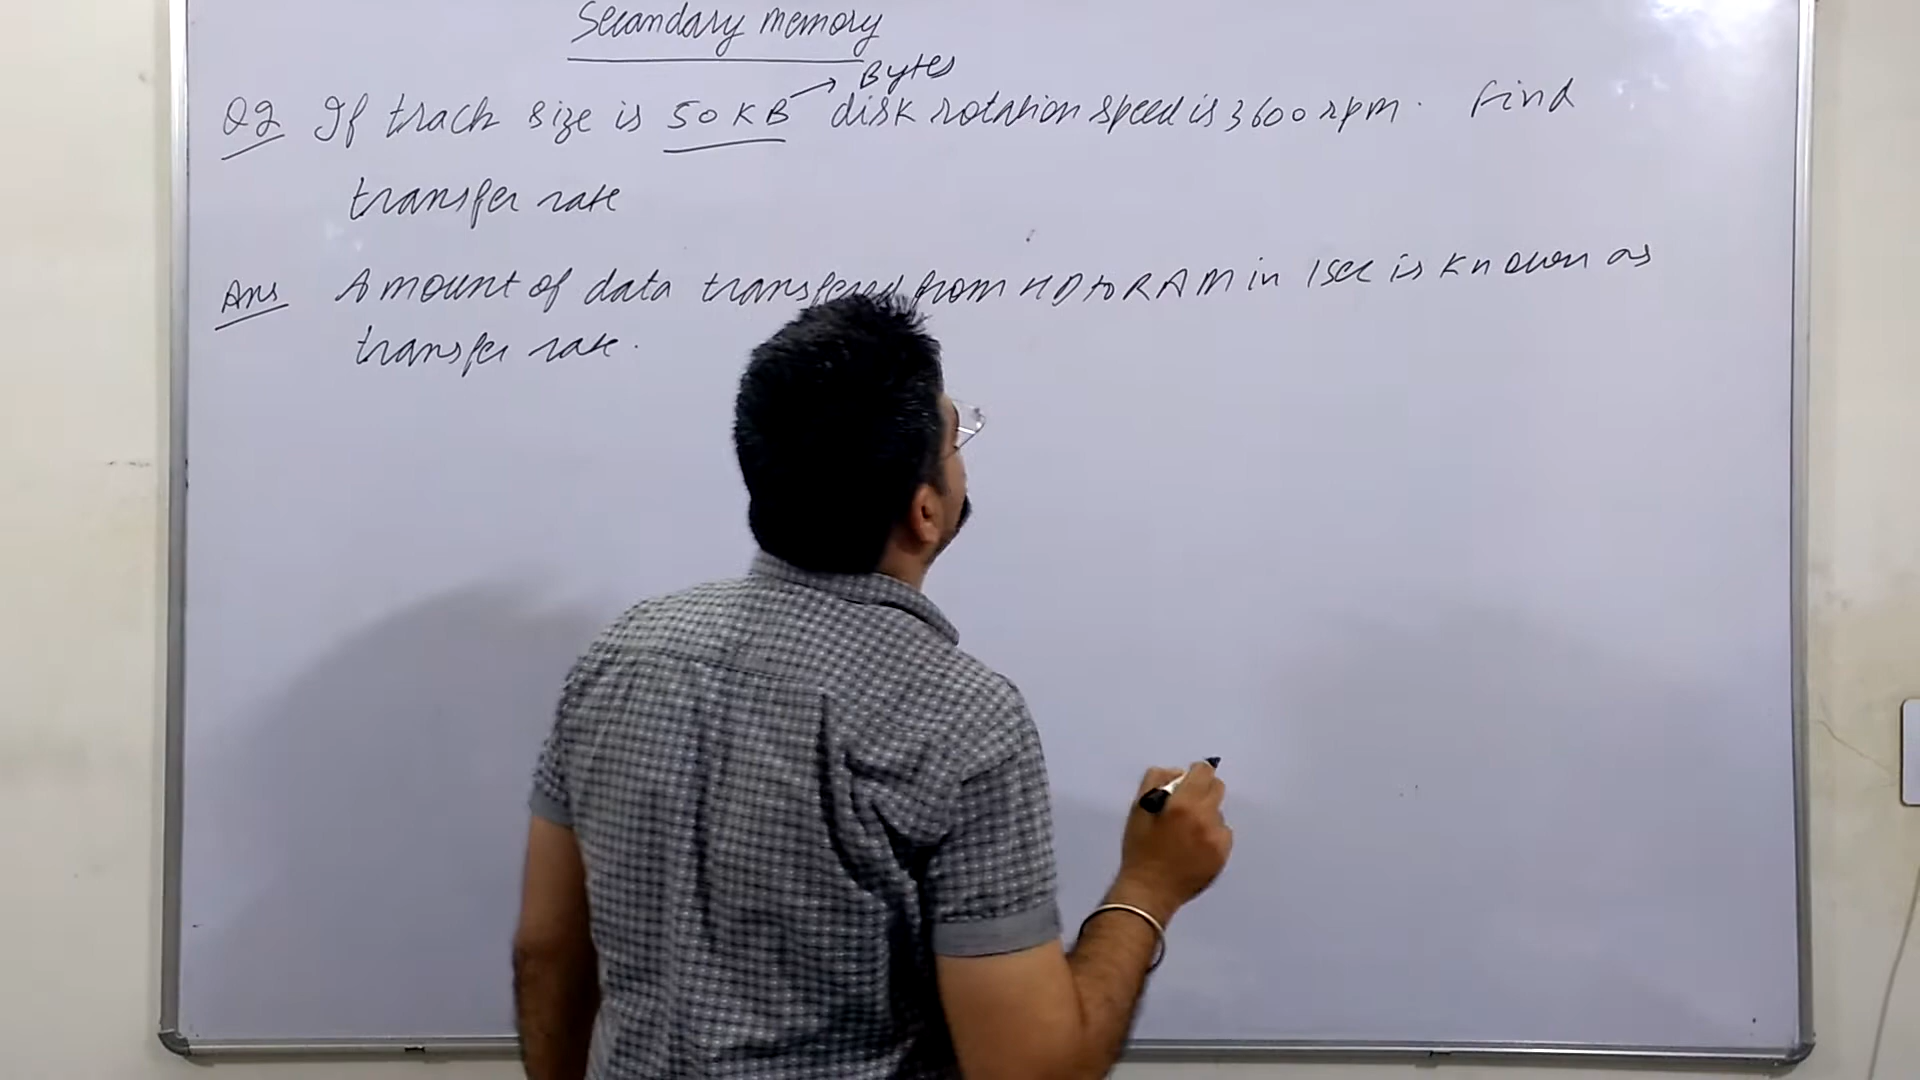 Secondary memory
Bytes
Q2 If track size is 50 KB disk rotation speed is 3600 rpm. Find
transfer rate
Ans Amount of data transfered from HD to RAM in 1 sec is known as
transfer rate.